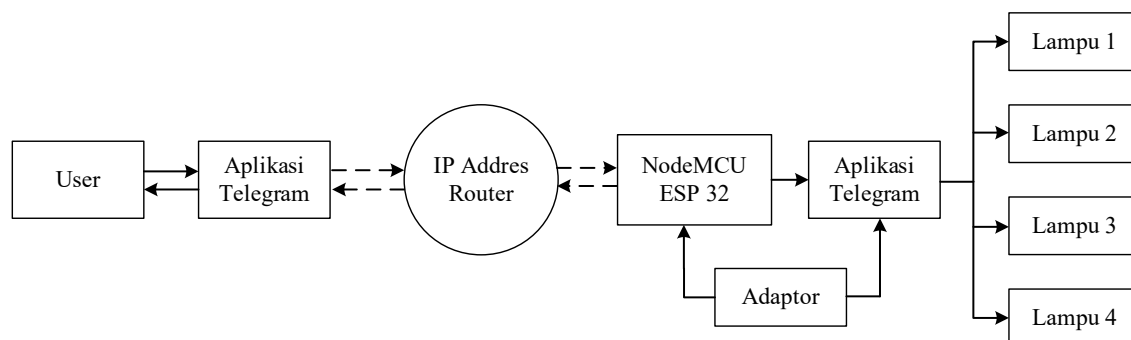 User
Aplikasi
Telegram
IP Addres
Router
NodeMCU
ESP 32
Aplikasi
Telegram
Adaptor
Lampu 1
Lampu 2
Lampu 3
Lampu 4